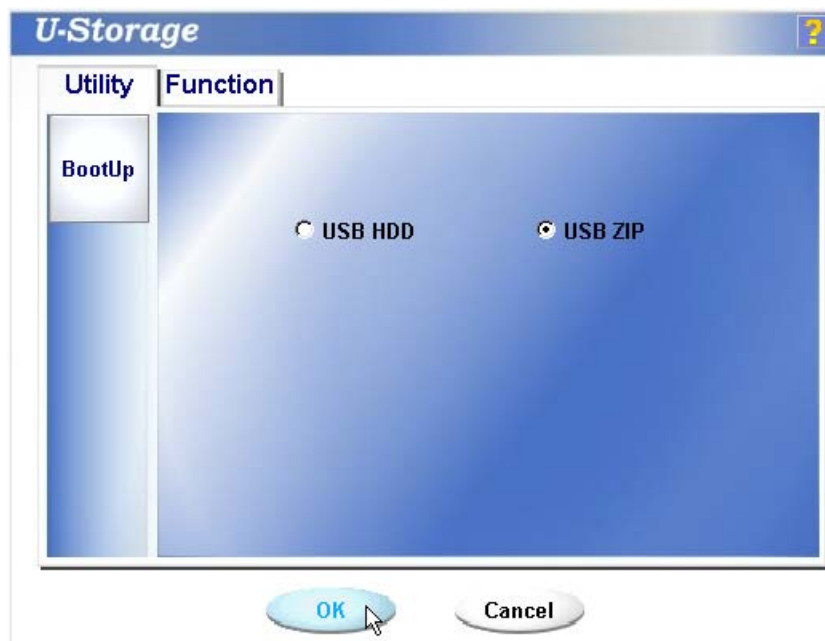 U-Storage
?
Utility Function
BootUp
USB HDD USB ZIP
OK Cancel